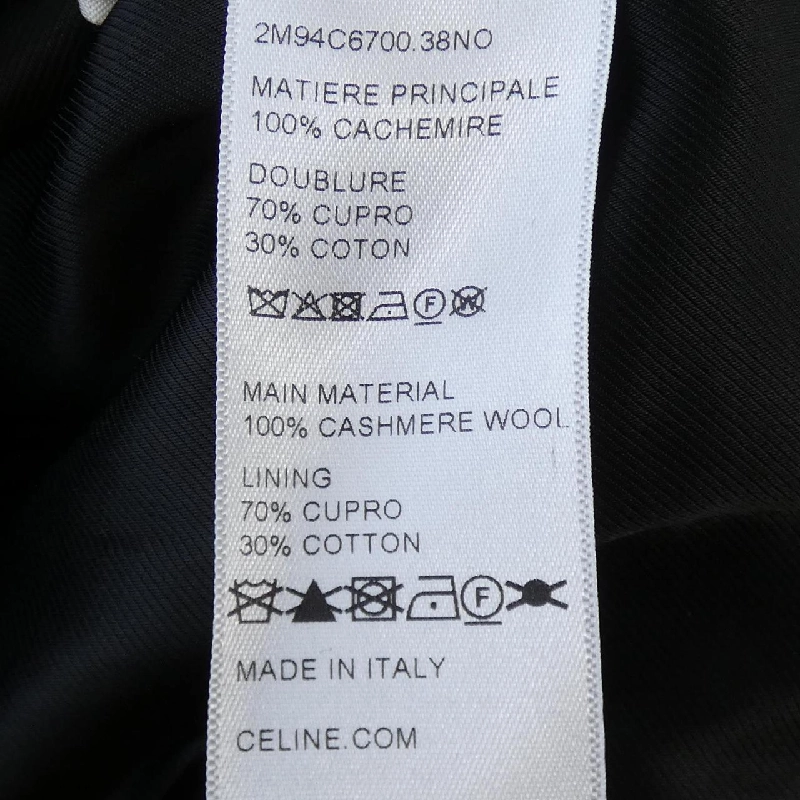 2M94C6700.38NO
MATIERE PRINCIPALE
100% CACHEMIRE
DOUBLURE
70% CUPRO
30% COTON
F W
MAIN MATERIAL
100% CASHMERE WOOL
LINING
70% CUPRO
30% COTTON
F
MADE IN ITALY
CELINE.COM